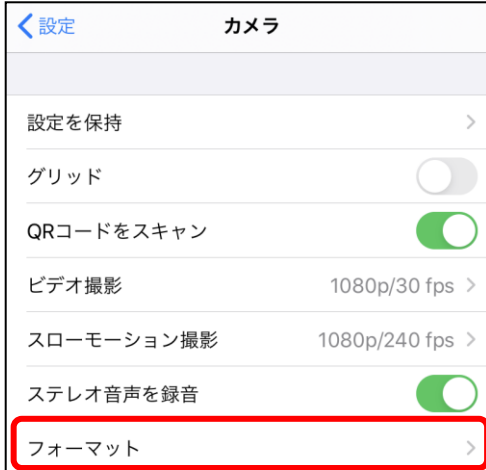 設定 カメラ
設定を保持
グリッド
QRコードをスキャン
ビデオ撮影 1080p/30 fps
スローモーション撮影 1080p/240 fps
ステレオ音声を録音
フォーマット